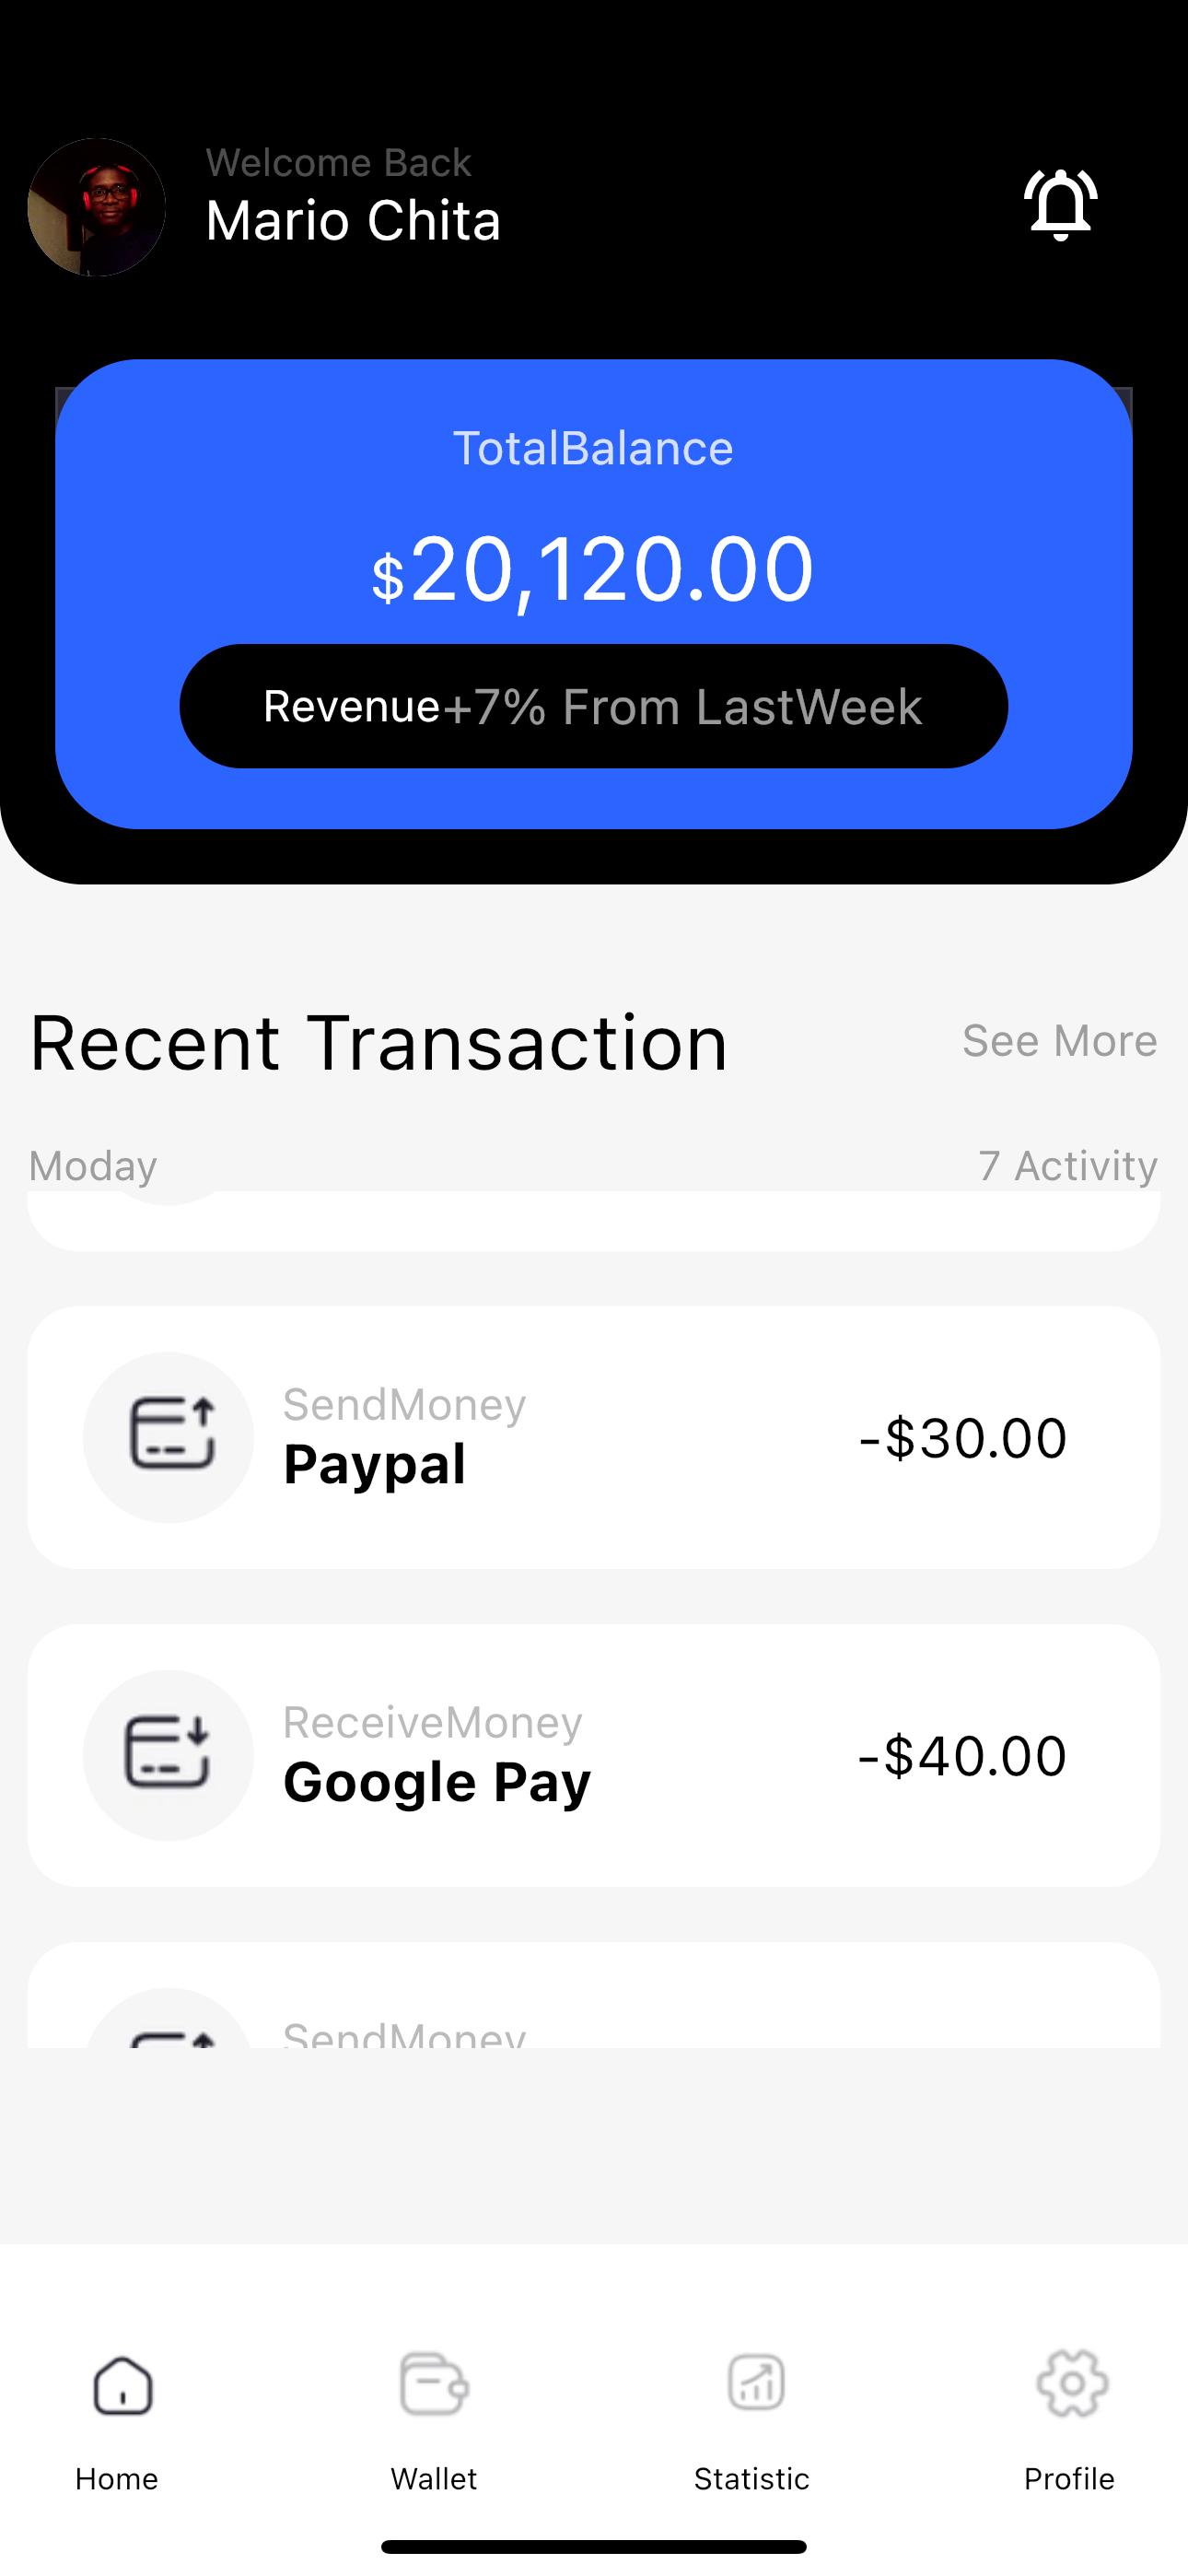 Welcome Back
Mario Chita
TotalBalance
$20,120.00
Revenue+7% From LastWeek
Recent Transaction
See More
Moday
7 Activity
SendMoney
Paypal
-$30.00
ReceiveMoney
Google Pay
-$40.00
SendMoney
Home
Wallet
Statistic
Profile